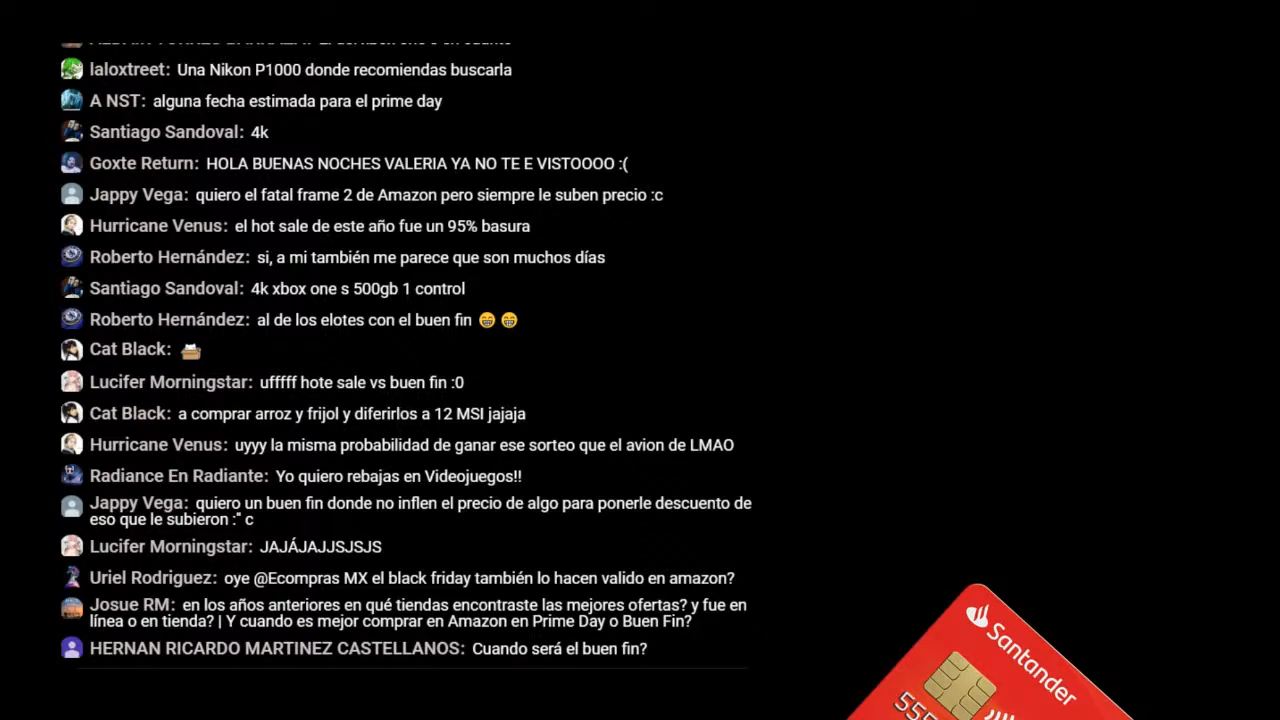 laloxtreet: Una Nikon P1000 donde recomiendas buscarla
A NST: alguna fecha estimada para el prime day
Santiago Sandoval: 4k
Goxte Return: HOLA BUENAS NOCHES VALERIA YA NO TE E VISTOOOO :(
Jappy Vega: quiero el fatal frame 2 de Amazon pero siempre le suben precio :c
Hurricane Venus: el hot sale de este año fue un 95% basura
Roberto Hernández: si, a mi también me parece que son muchos días
Santiago Sandoval: 4k xbox one s 500gb 1 control
Roberto Hernández: al de los elotes con el buen fin 😁 😁
Cat Black:
Lucifer Morningstar: ufffff hote sale vs buen fin :0
Cat Black: a comprar arroz y frijol y diferirlos a 12 MSI jajaja
Hurricane Venus: uyyy la misma probabilidad de ganar ese sorteo que el avion de LMAO
Radiance En Radiante: Yo quiero rebajas en Videojuegos!!
Jappy Vega: quiero un buen fin donde no inflen el precio de algo para ponerle descuento de
eso que le subieron :" c
Lucifer Morningstar: JAJÁJAJJSJSJS
Uriel Rodriguez: oye @Ecompras MX el black friday también lo hacen valido en amazon?
Josue RM: en los años anteriores en qué tiendas encontraste las mejores ofertas? y fue en
línea o en tienda? | Y cuando es mejor comprar en Amazon en Prime Day o Buen Fin?
HERNAN RICARDO MARTINEZ CASTELLANOS: Cuando será el buen fin?
Santander